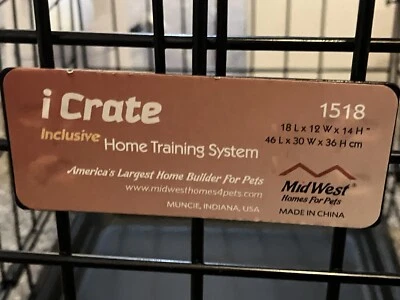 i Crate
1518
18 L x 12 W x 14 H "
46 L x 30 W x 36 H cm
Inclusive Home Training System
America's Largest Home Builder For Pets
www.midwesthomes4pets.com
MUNCIE, INDIANA, USA
MidWest®
Homes For Pets
MADE IN CHINA